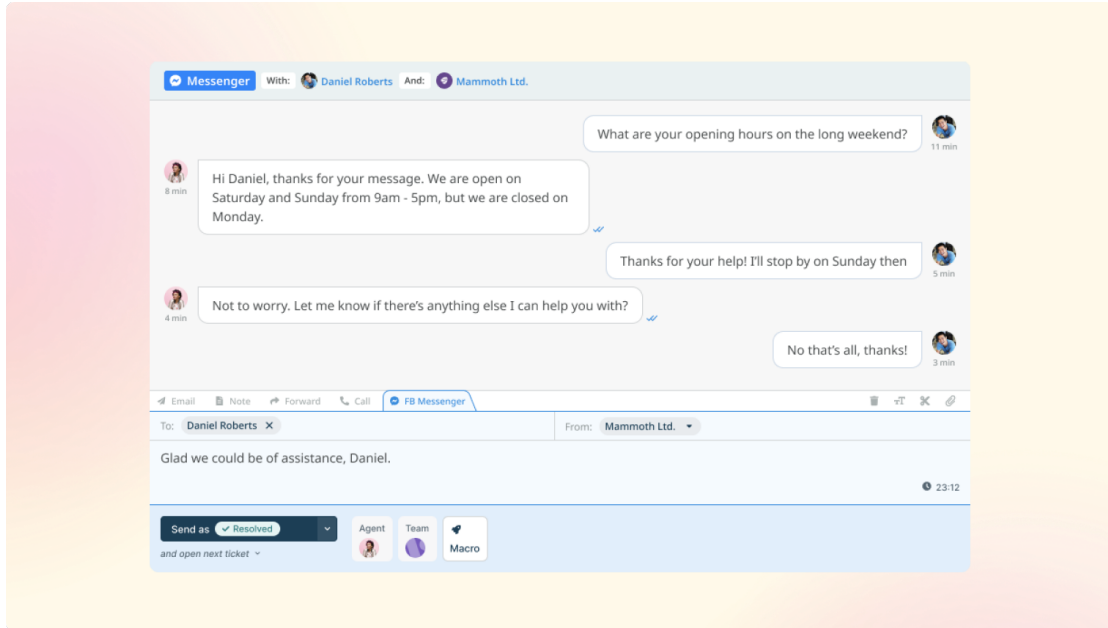 Messenger With: Daniel Roberts And: Mammoth Ltd.
What are your opening hours on the long weekend?
11 min
8 min
Hi Daniel, thanks for your message. We are open on
Saturday and Sunday from 9am - 5pm, but we are closed on
Monday.
Thanks for your help! I'll stop by on Sunday then
5 min
Not to worry. Let me know if there's anything else I can help you with?
4 min
No that's all, thanks!
3 min
Email Note Forward Call FB Messenger
To: Daniel Roberts From: Mammoth Ltd.
Glad we could be of assistance, Daniel.
23:12
Send as Resolved Agent Team Macro
and open next ticket